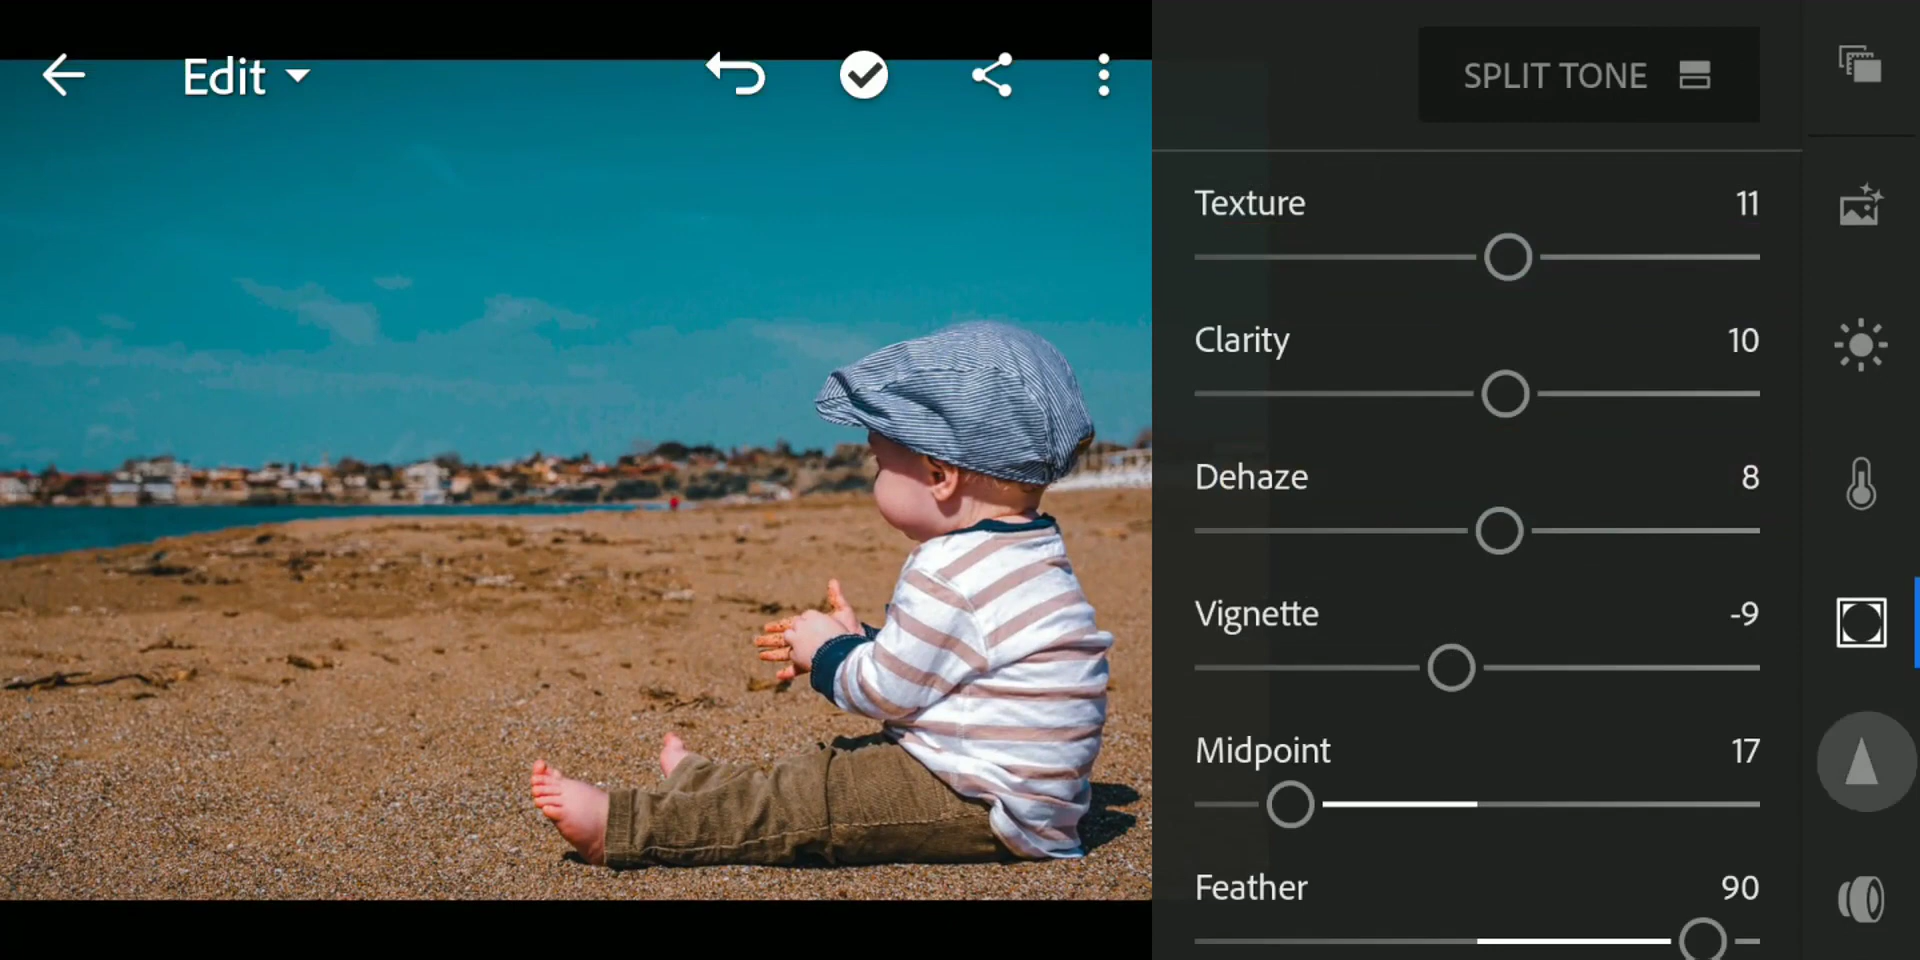 Edit
SPLIT TONE
Texture 11
Clarity 10
Dehaze 8
Vignette -9
Midpoint 17
Feather 90